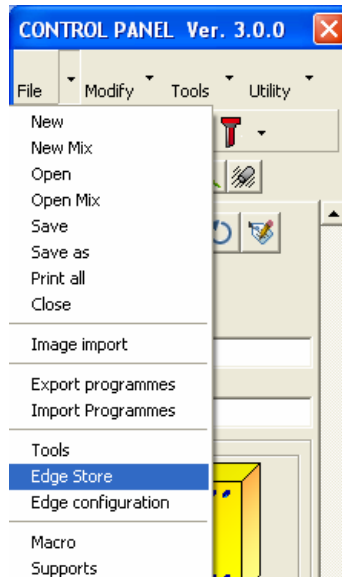 CONTROL PANEL Ver. 3.0.0
File Modify Tools Utility
New
New Mix
Open
Open Mix
Save
Save as
Print all
Close
Image import
Export programmes
Import Programmes
Tools
Edge Store
Edge configuration
Macro
Supports